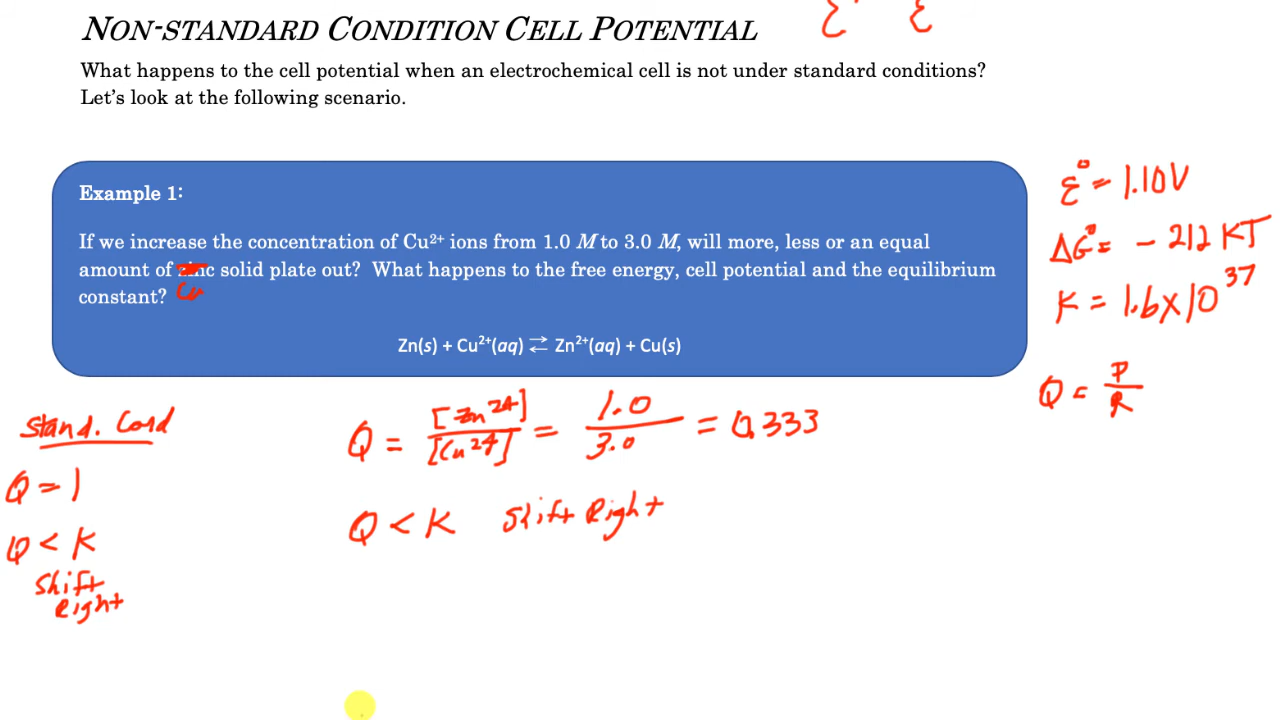 NON-STANDARD CONDITION CELL POTENTIAL
ε ε
What happens to the cell potential when an electrochemical cell is not under standard conditions?
Let's look at the following scenario.
Example 1:
If we increase the concentration of Cu²⁺ ions from 1.0 M to 3.0 M, will more, less or an equal
amount of zinc solid plate out? What happens to the free energy, cell potential and the equilibrium
constant? Cu
Zn(s) + Cu²⁺(aq) ⇄ Zn²⁺(aq) + Cu(s)
ε° = 1.10V
ΔG° = - 212 KJ
K = 1.6x10³⁷
Q = P/R
Stand. Cond
Q = 1
Q < K
Shift
Right
Q = [Zn²⁺]/[Cu²⁺] = 1.0/3.0 = 0.333
Q < K Shift Right